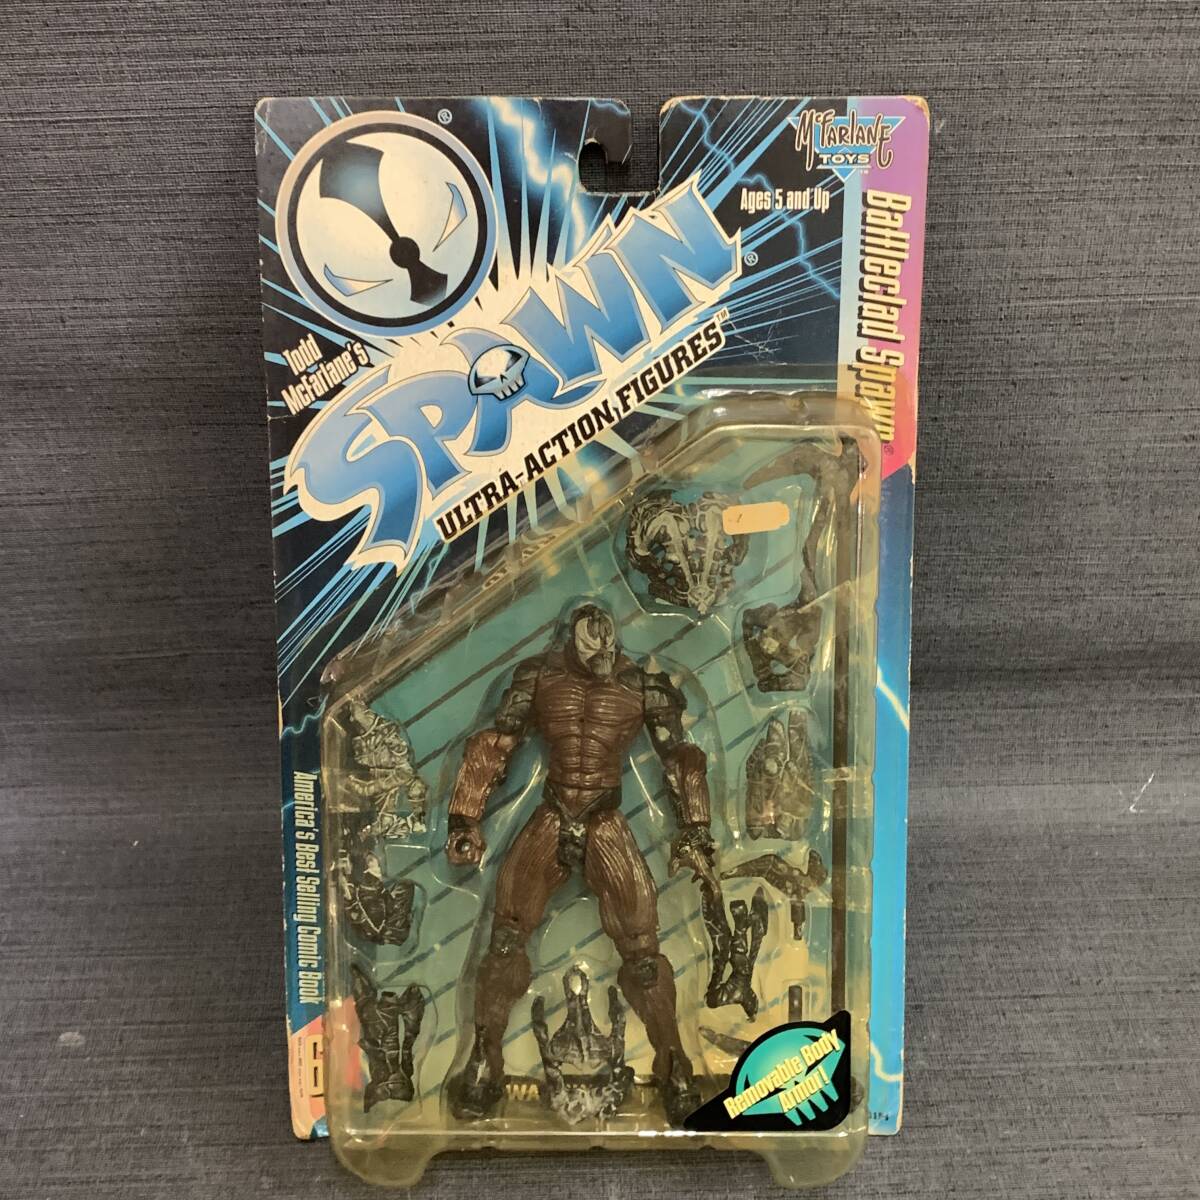 McFARLANE
TOYS
Ages 5 and Up
Battleclad Spawn
Todd
McFarlane's
SPAWN
ULTRA-ACTION FIGURES™
America's Best Selling Comic Book
Removable Body
Armor!